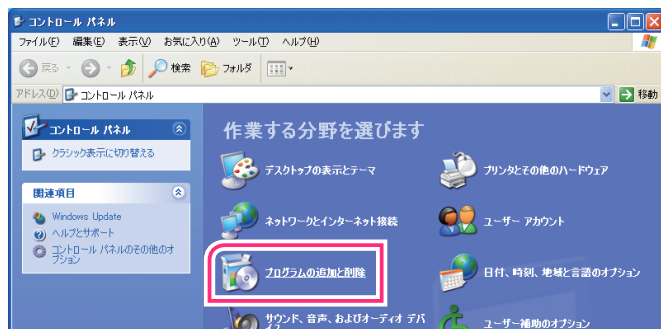 コントロール パネル
ファイル(F) 編集(E) 表示(V) お気に入り(A) ツール(T) ヘルプ(H)
戻る 検索 フォルダ
アドレス(D) コントロール パネル 移動
コントロール パネル
クラシック表示に切り替える
関連項目
Windows Update
ヘルプとサポート
コントロール パネルのその他のオ
プション
作業する分野を選びます
デスクトップの表示とテーマ
プリンタとその他のハードウェア
ネットワークとインターネット接続
ユーザー アカウント
プログラムの追加と削除
日付、時刻、地域と言語のオプション
サウンド、音声、およびオーディオ デバ
イス
ユーザー補助のオプション